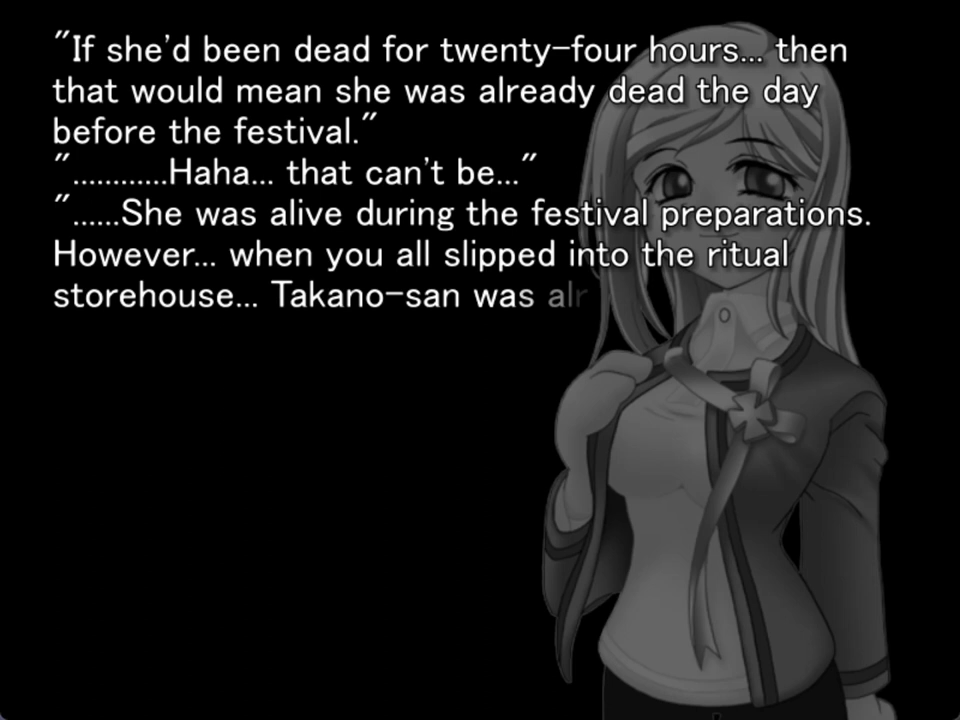 "If she'd been dead for twenty-four hours... then
that would mean she was already dead the day
before the festival."
"............Haha... that can't be..."
"......She was alive during the festival preparations.
However... when you all slipped into the ritual
storehouse... Takano-san was alr